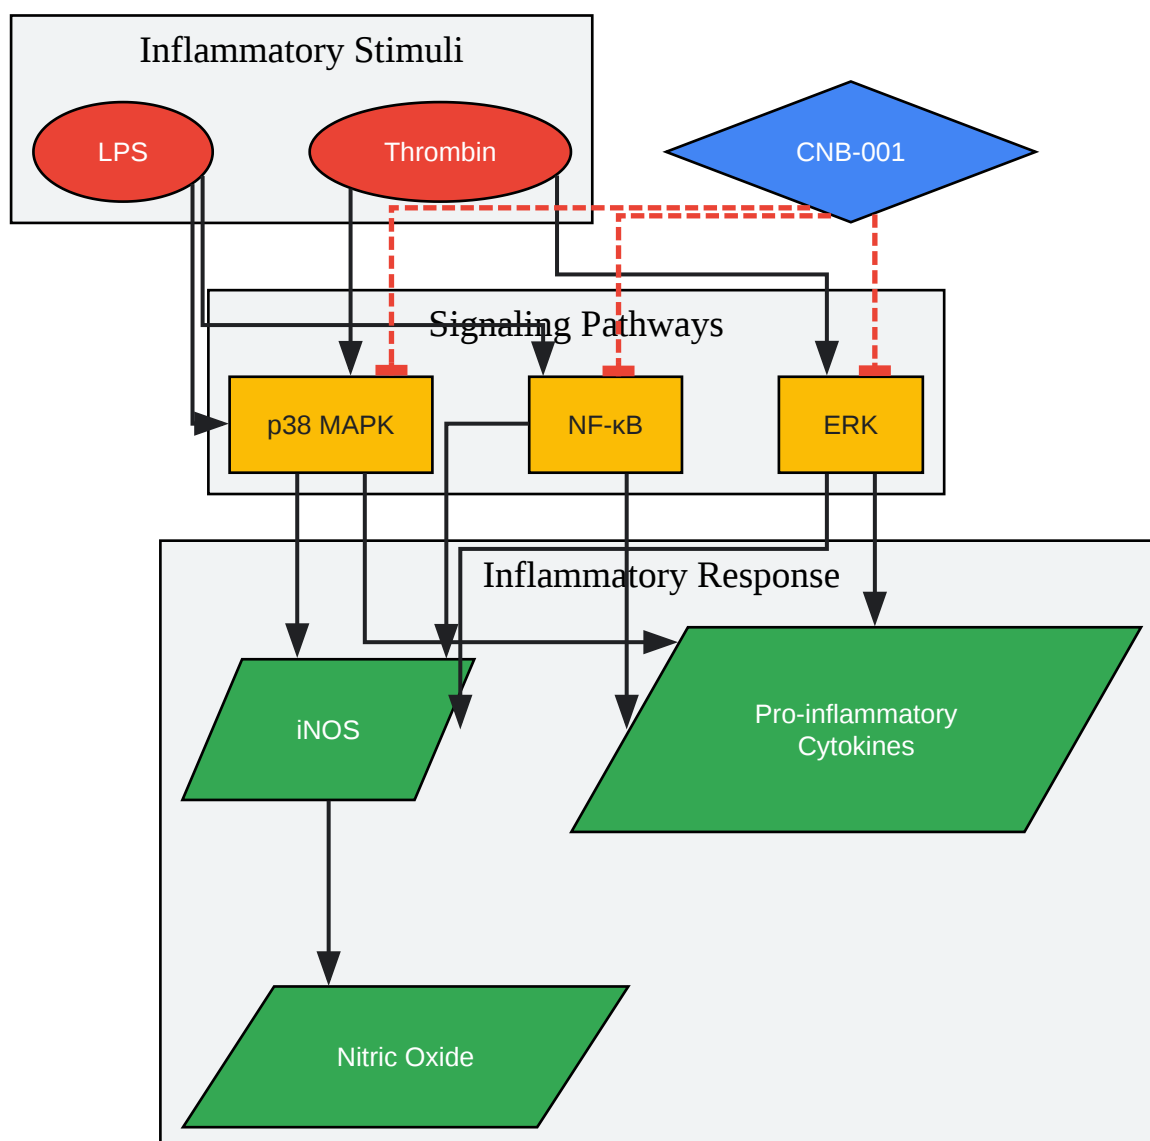 Inflammatory Stimuli
LPS
Thrombin
CNB-001
Signaling Pathways
p38 MAPK
NF-κB
ERK
Inflammatory Response
iNOS
Pro-inflammatory
Cytokines
Nitric Oxide